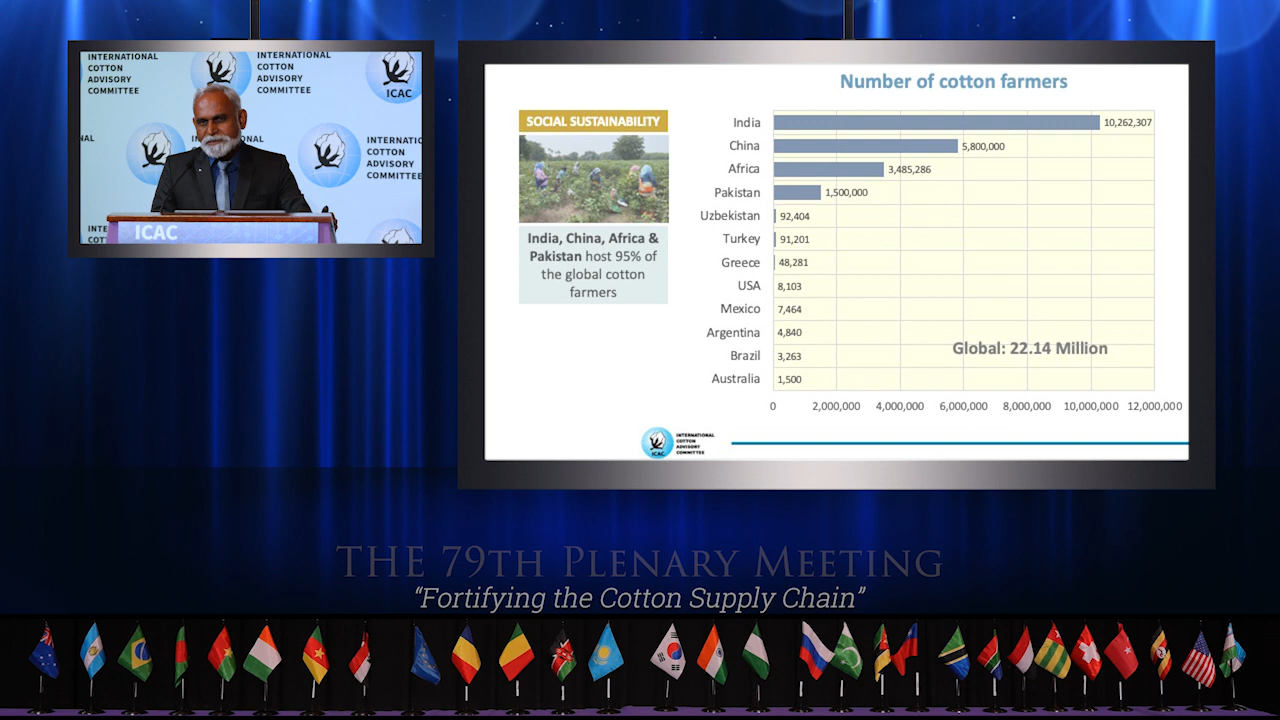 INTERNATIONAL
COTTON
ADVISORY
COMMITTEE
INTERNATIONAL
COTTON
ADVISORY
COMMITTEE
ICAC
INTERNATIC
COTTON
ADVISORY
COMMITTEE
ICAC
Number of cotton farmers
SOCIAL SUSTAINABILITY
India, China, Africa &
Pakistan host 95% of
the global cotton
farmers
India 10,262,307
China 5,800,000
Africa 3,485,286
Pakistan 1,500,000
Uzbekistan 92,404
Turkey 91,201
Greece 48,281
USA 8,103
Mexico 7,464
Argentina 4,840
Brazil 3,263
Australia 1,500
Global: 22.14 Million
0 2,000,000 4,000,000 6,000,000 8,000,000 10,000,000 12,000,000
ICAC
INTERNATIONAL
COTTON
ADVISORY
COMMITTEE
THE 79TH PLENARY MEETING
“Fortifying the Cotton Supply Chain”